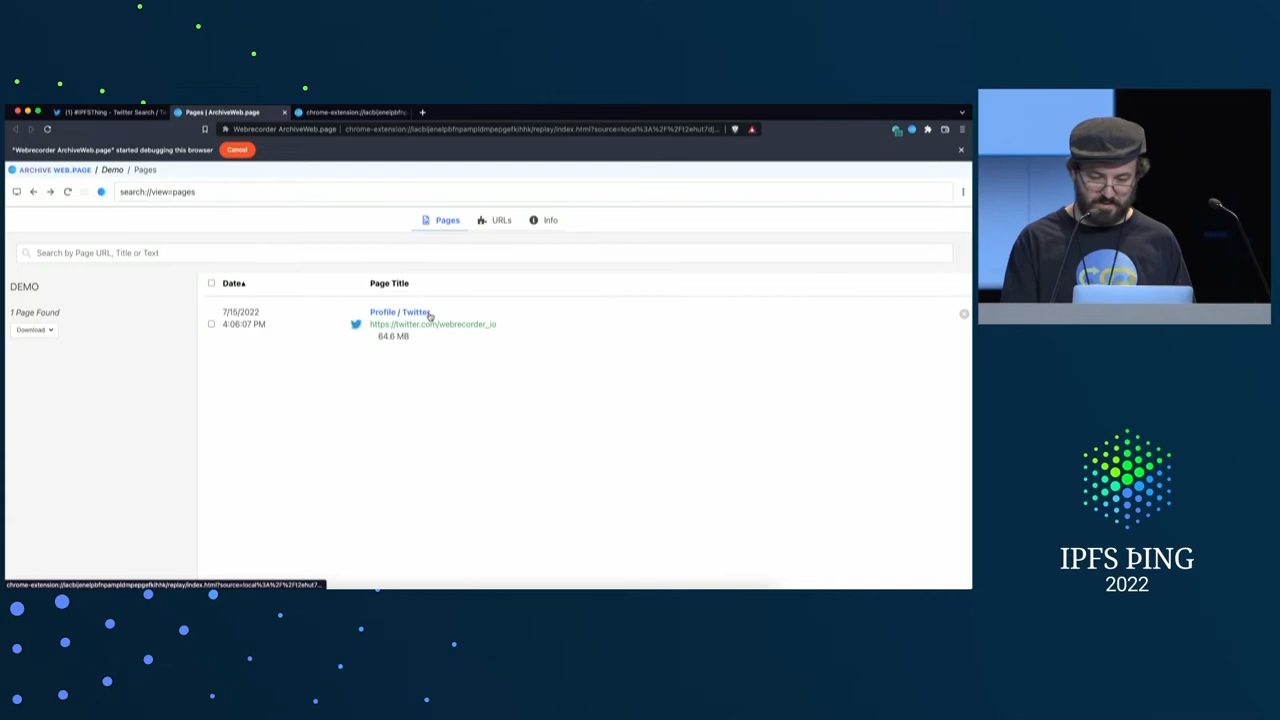 (1) #IPFSThing - Twitter Search / Tw
Pages | ArchiveWeb.page
Webrecorder ArchiveWeb.page
"Webrecorder ArchiveWeb.page" started debugging this browser
Cancel
ARCHIVE WEB.PAGE / Demo / Pages
search://view=pages
Pages
URLs
Info
Search by Page URL, Title or Text
DEMO
1 Page Found
Download
Date
Page Title
7/15/2022
4:06:07 PM
Profile / Twitter
https://twitter.com/webrecorder_io
64.6 MB
IPFS ÞING
2022